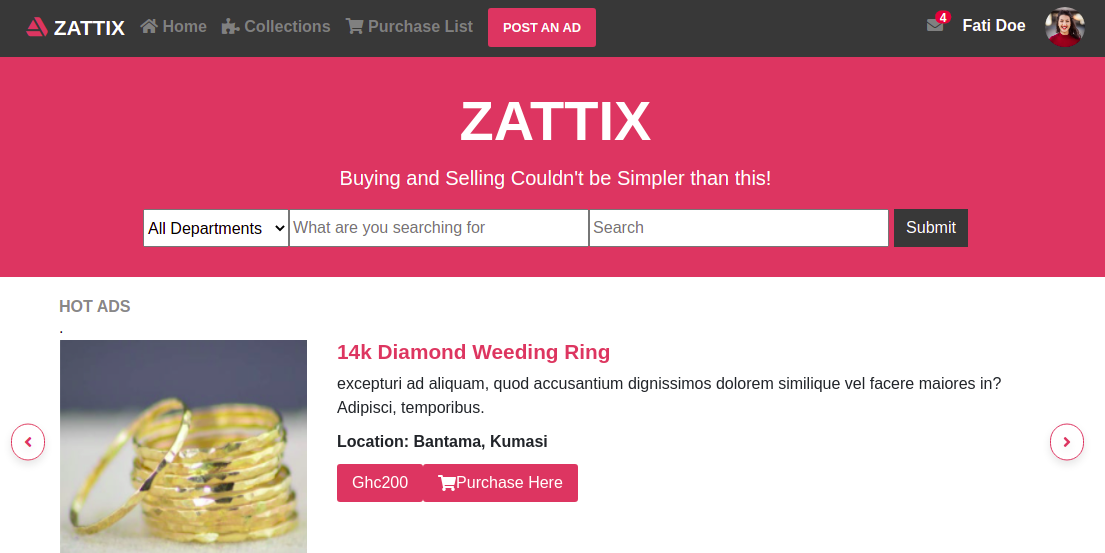 ZATTIX Home Collections Purchase List POST AN AD 4 Fati Doe
ZATTIX
Buying and Selling Couldn't be Simpler than this!
All Departments What are you searching for Search Submit
HOT ADS
.
14k Diamond Weeding Ring
excepturi ad aliquam, quod accusantium dignissimos dolorem similique vel facere maiores in?
Adipisci, temporibus.
Location: Bantama, Kumasi
Ghc200 Purchase Here